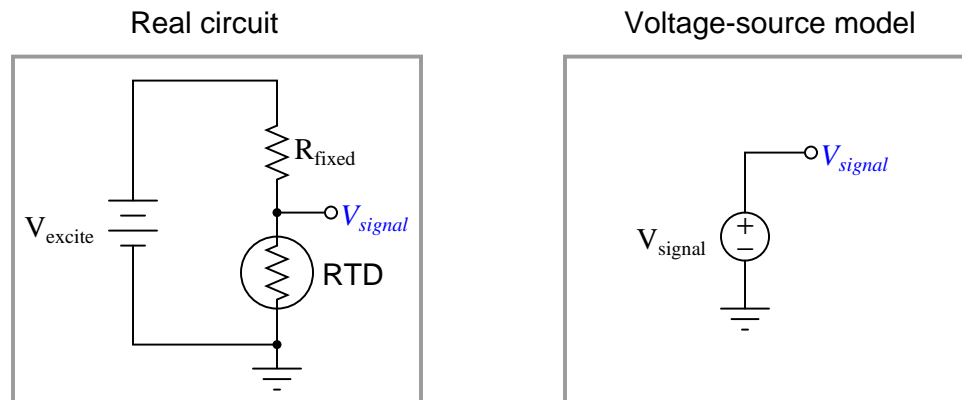 Real circuit
Voltage-source model
R_fixed
V_signal
V_excite
RTD
V_signal
V_signal
+
−